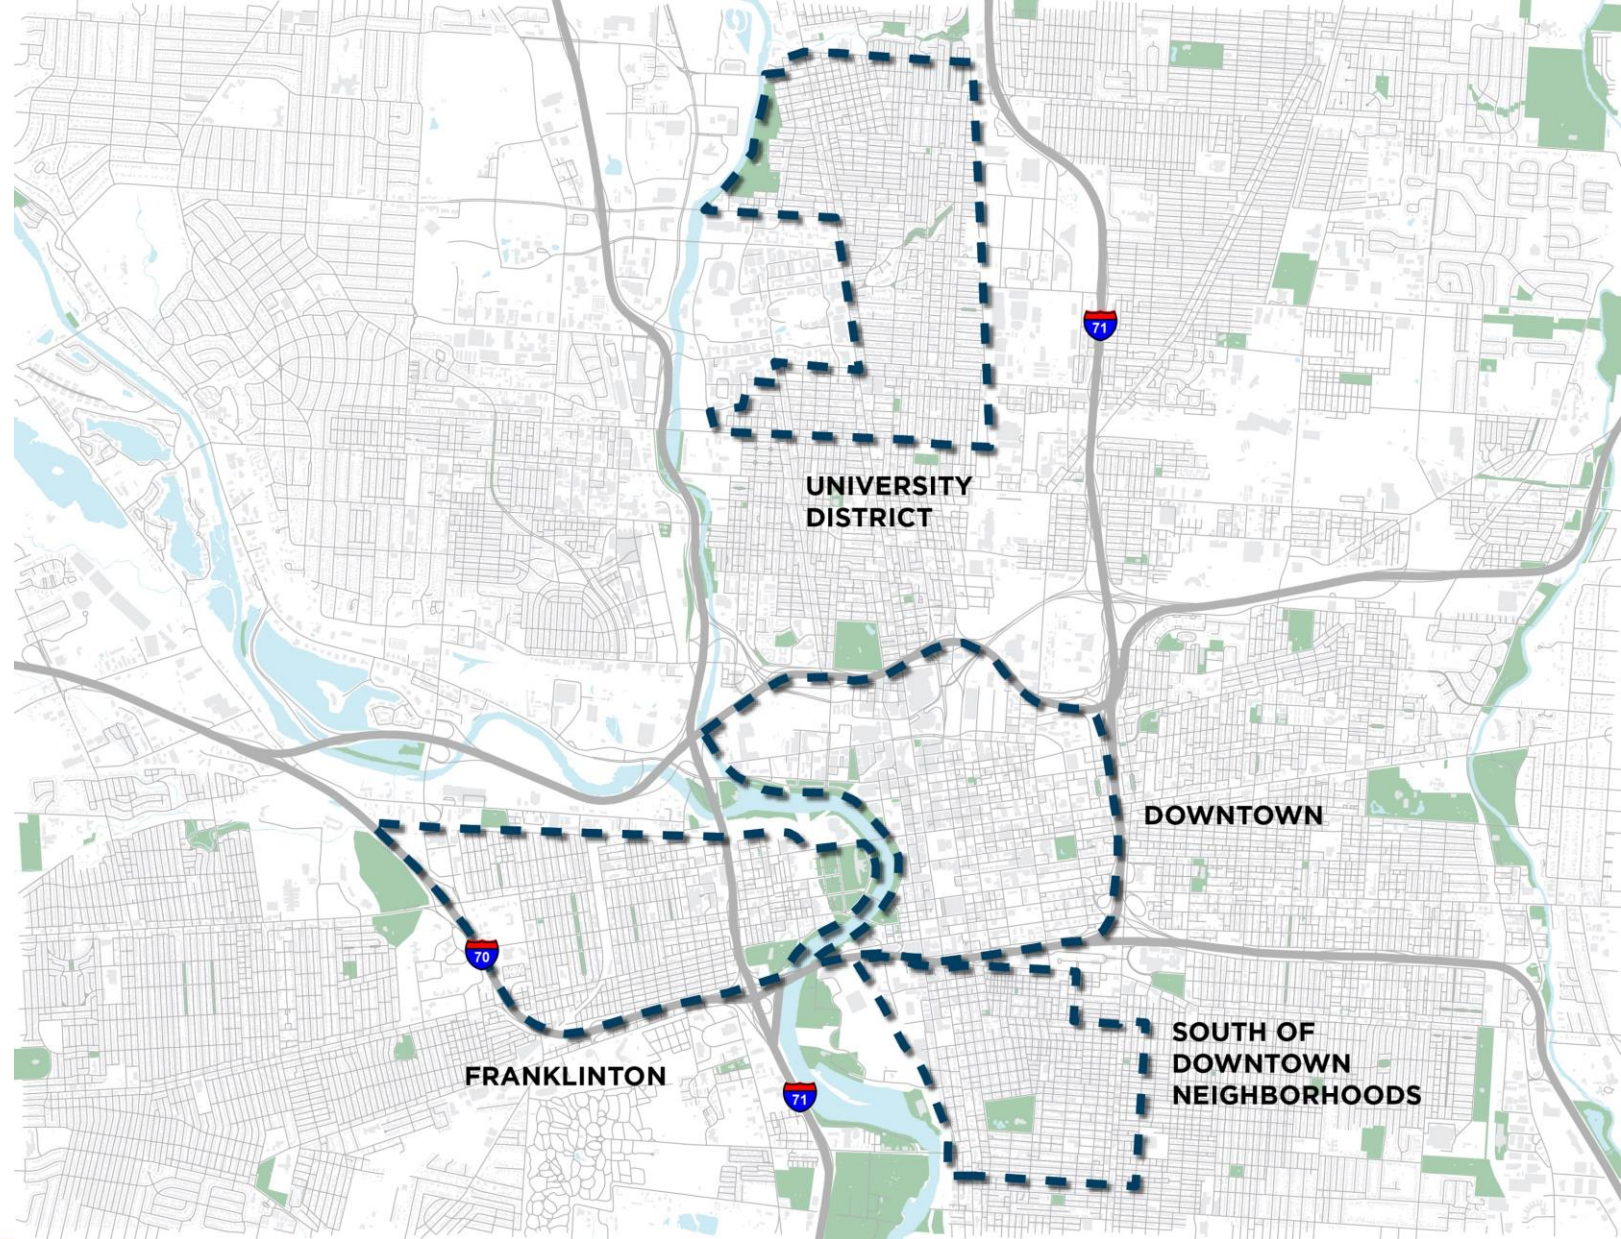 71
UNIVERSITY
DISTRICT
DOWNTOWN
70
SOUTH OF
DOWNTOWN
NEIGHBORHOODS
FRANKLINTON
71